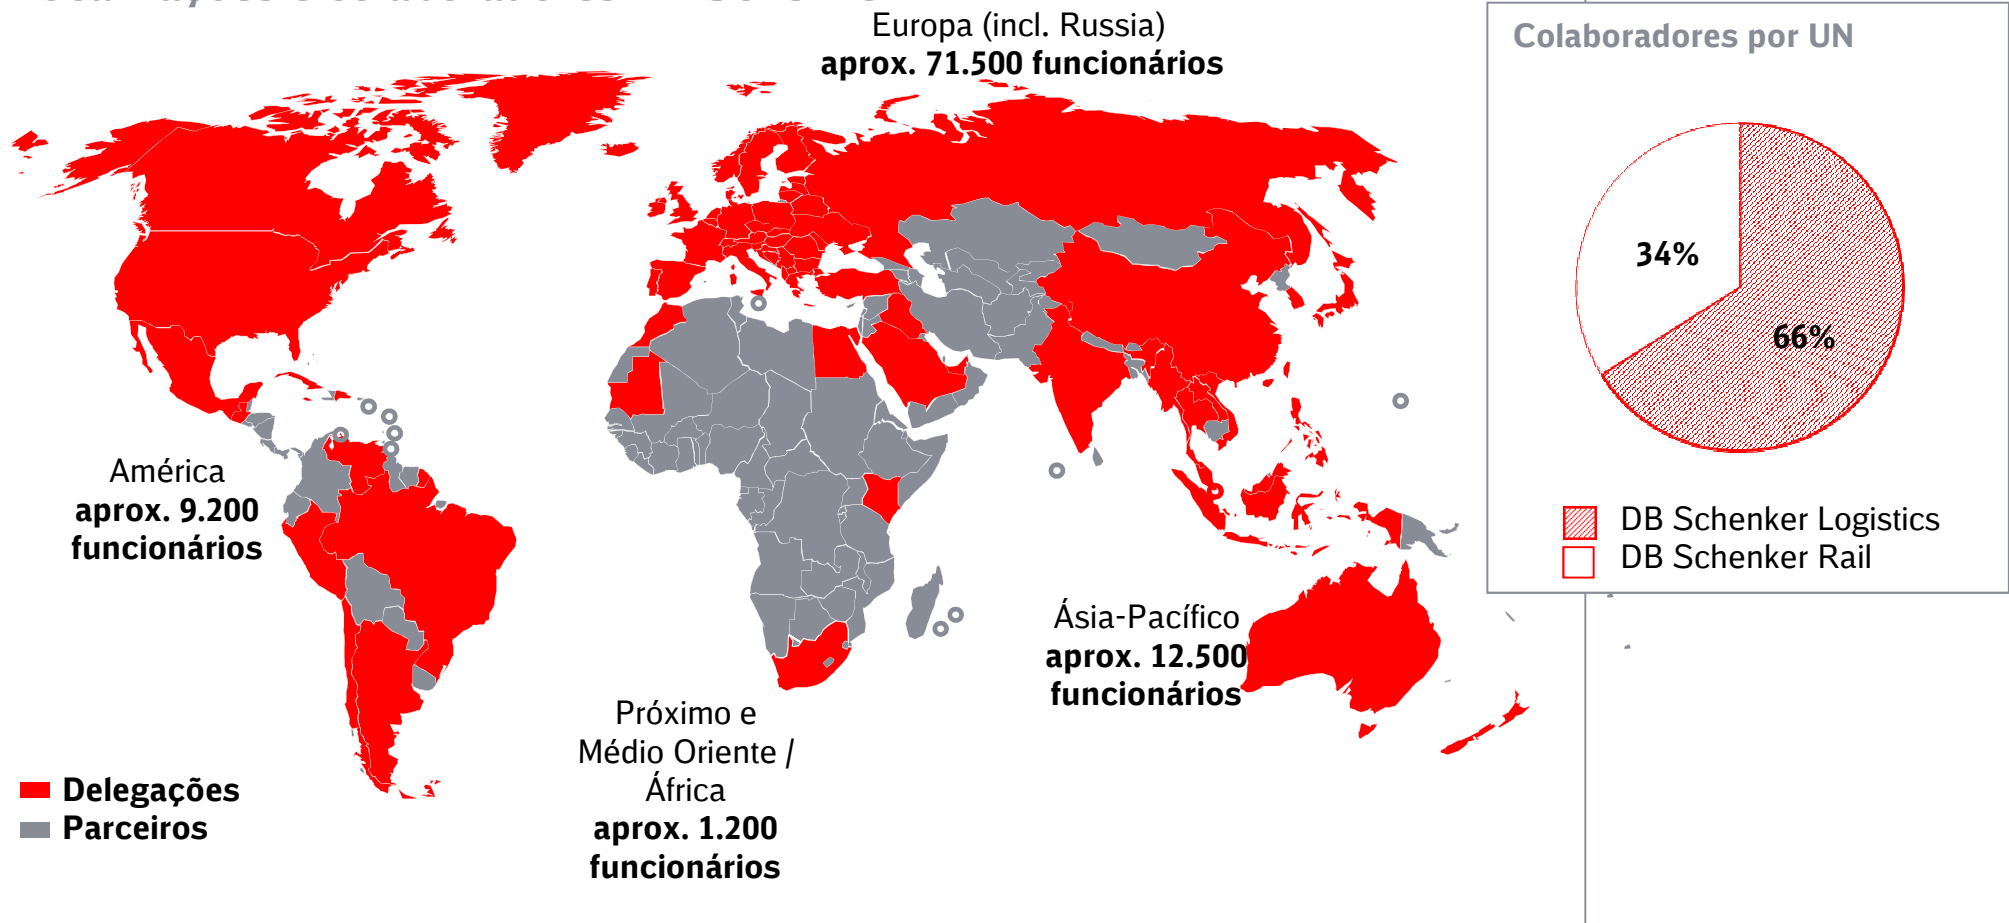 Europa (incl. Russia)
aprox. 71.500 funcionários
Colaboradores por UN
34%
66%
DB Schenker Logistics
DB Schenker Rail
América
aprox. 9.200
funcionários
Ásia-Pacífico
aprox. 12.500
funcionários
Próximo e
Médio Oriente /
África
aprox. 1.200
funcionários
Delegações
Parceiros